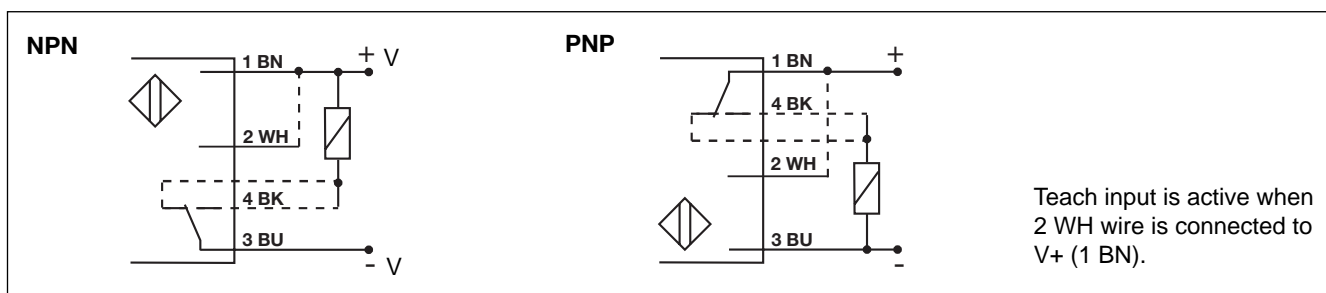 NPN
1 BN
+ V
2 WH
4 BK
3 BU
- V
PNP
1 BN
+
4 BK
2 WH
3 BU
-
Teach input is active when
2 WH wire is connected to
V+ (1 BN).